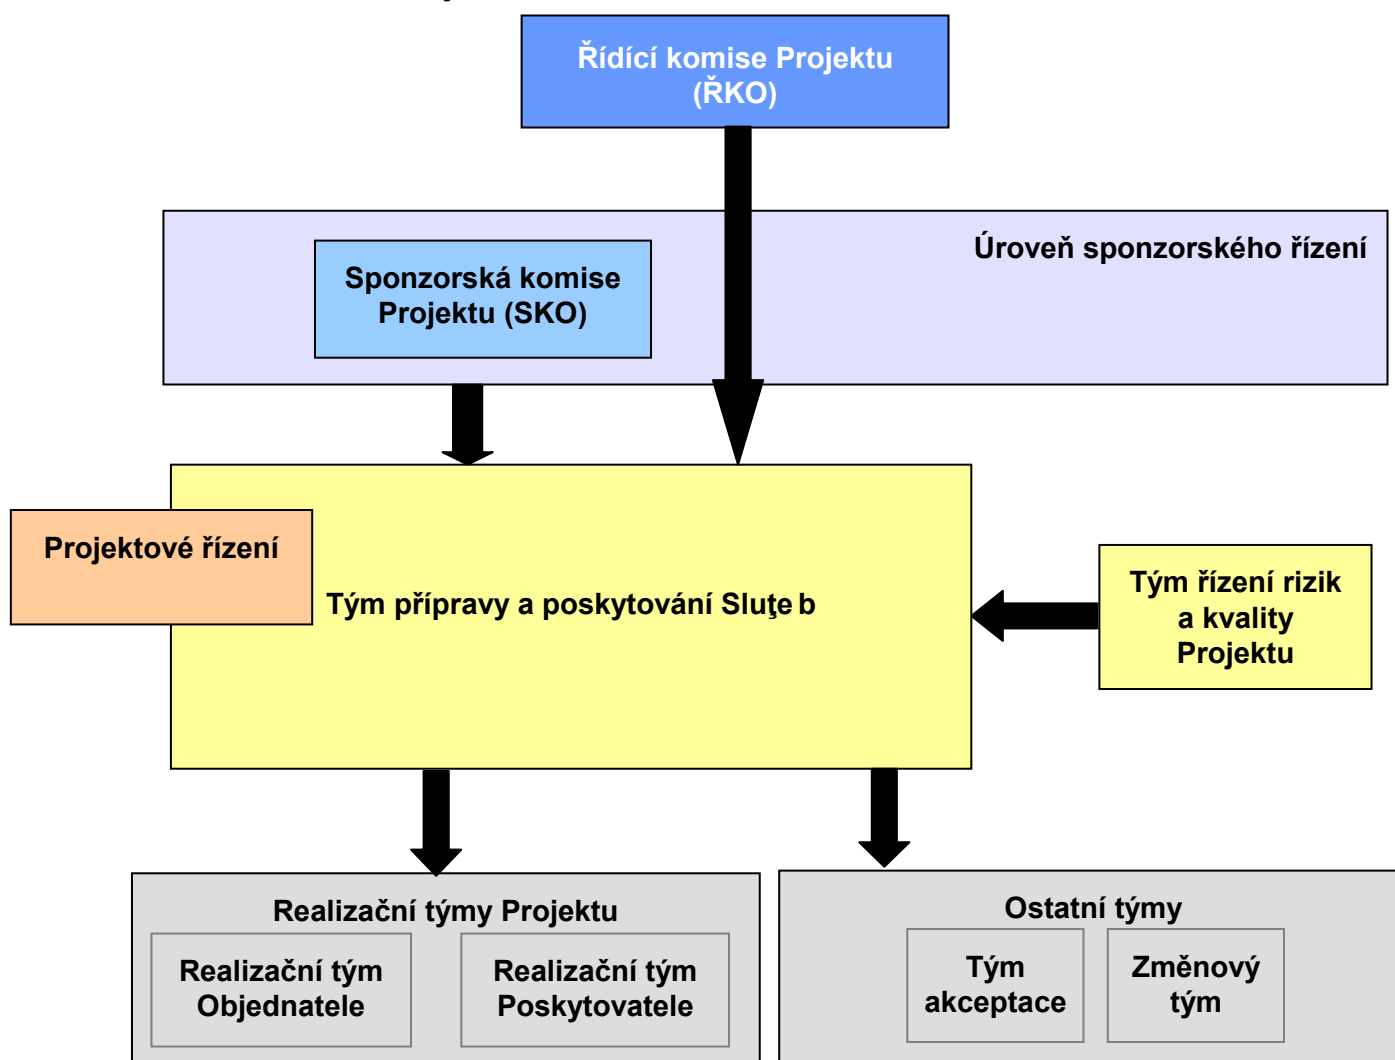 Řídící komise Projektu
(ŘKO)
Úroveň sponzorského řízení
Sponzorská komise
Projektu (SKO)
Projektové řízení
Tým přípravy a poskytování Sluţeb
Tým řízení rizik
a kvality
Projektu
Realizační týmy Projektu
Realizační tým
Objednatele
Realizační tým
Poskytovatele
Ostatní týmy
Tým
akceptace
Změnový
tým